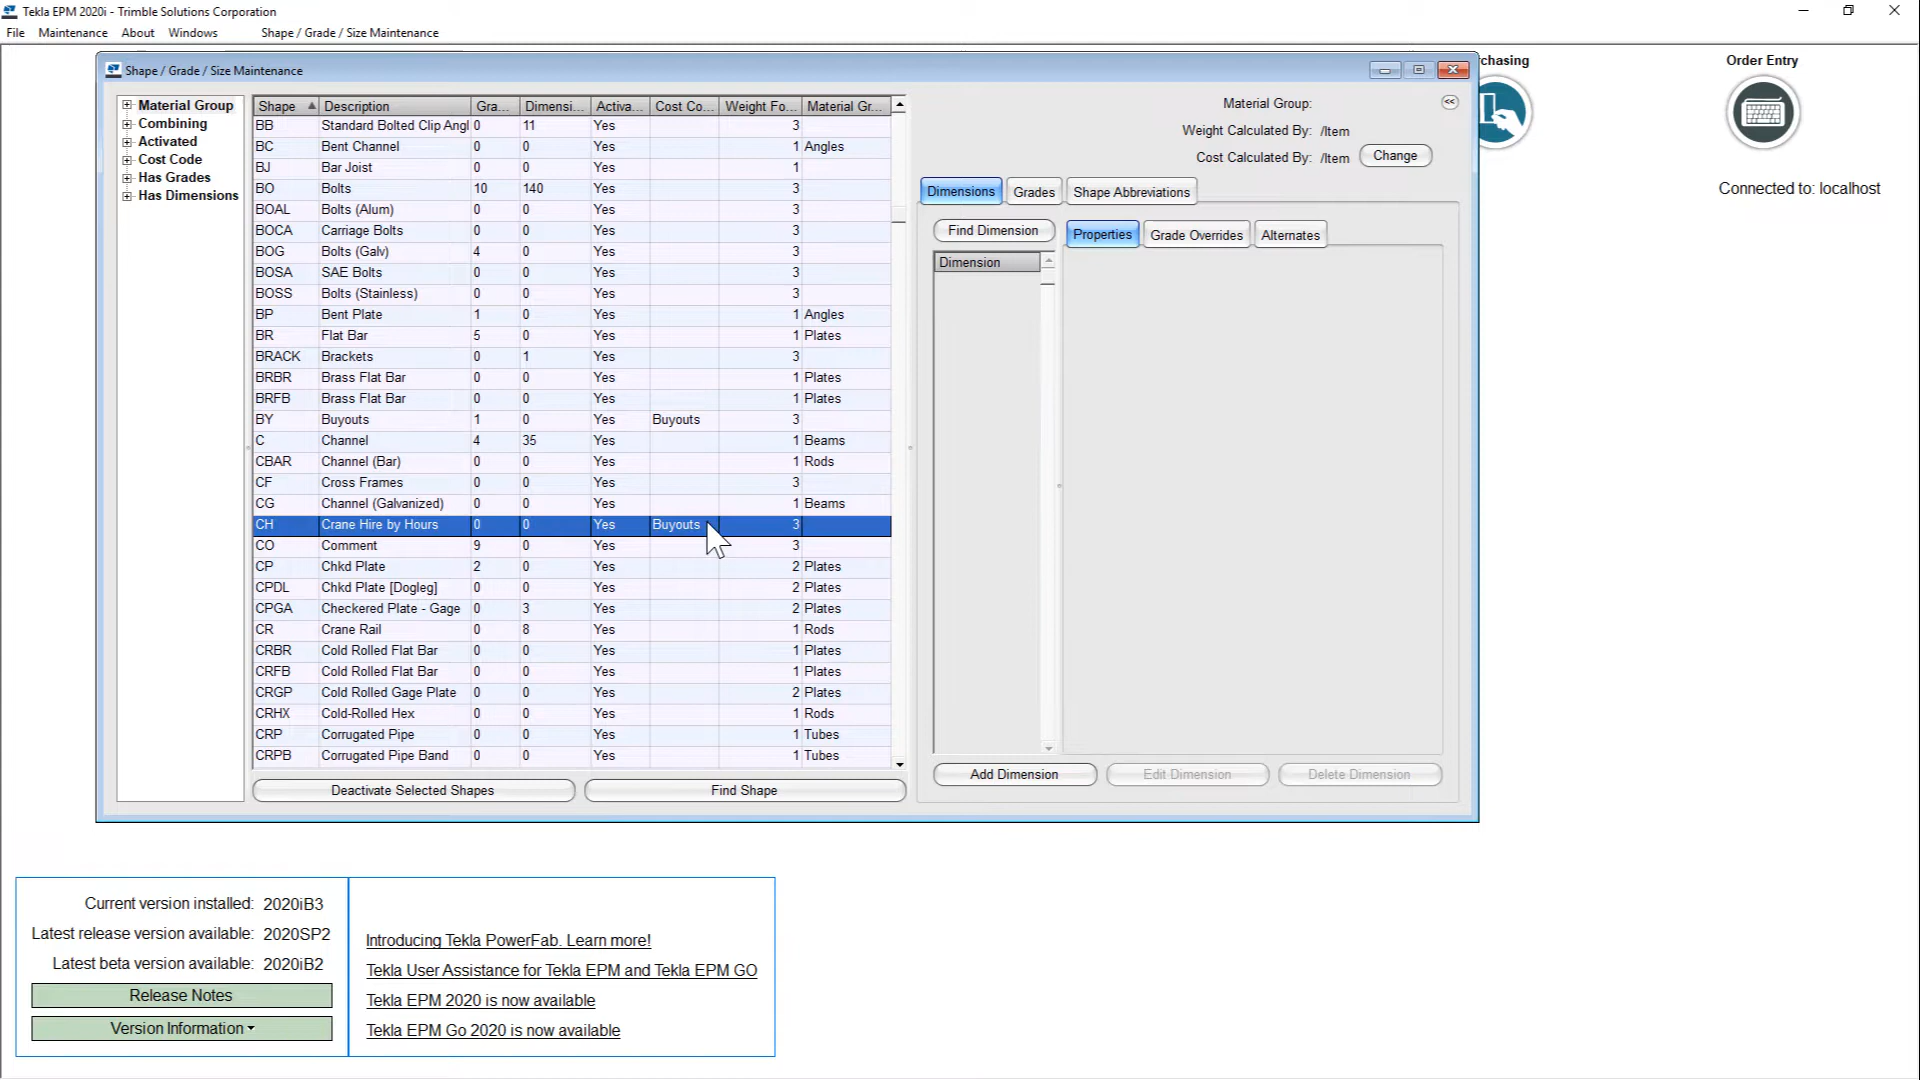 Tekla EPM 2020i - Trimble Solutions Corporation
File Maintenance About Windows Shape / Grade / Size Maintenance
Shape / Grade / Size Maintenance
chasing
Order Entry
Connected to: localhost
Material Group
Combining
Activated
Cost Code
Has Grades
Has Dimensions
Shape Description Gra... Dimensi... Activa... Cost Co... Weight Fo... Material Gr...
BB Standard Bolted Clip Angl 0 11 Yes 3
BC Bent Channel 0 0 Yes 1 Angles
BJ Bar Joist 0 0 Yes 1
BO Bolts 10 140 Yes 3
BOAL Bolts (Alum) 0 0 Yes 3
BOCA Carriage Bolts 0 0 Yes 3
BOG Bolts (Galv) 4 0 Yes 3
BOSA SAE Bolts 0 0 Yes 3
BOSS Bolts (Stainless) 0 0 Yes 3
BP Bent Plate 1 0 Yes 1 Angles
BR Flat Bar 5 0 Yes 1 Plates
BRACK Brackets 0 1 Yes 3
BRBR Brass Flat Bar 0 0 Yes 1 Plates
BRFB Brass Flat Bar 0 0 Yes 1 Plates
BY Buyouts 1 0 Yes Buyouts 3
C Channel 4 35 Yes 1 Beams
CBAR Channel (Bar) 0 0 Yes 1 Rods
CF Cross Frames 0 0 Yes 3
CG Channel (Galvanized) 0 0 Yes 1 Beams
CH Crane Hire by Hours 0 0 Yes Buyouts 3
CO Comment 9 0 Yes 3
CP Chkd Plate 2 0 Yes 2 Plates
CPDL Chkd Plate [Dogleg] 0 0 Yes 2 Plates
CPGA Checkered Plate - Gage 0 3 Yes 2 Plates
CR Crane Rail 0 8 Yes 1 Rods
CRBR Cold Rolled Flat Bar 0 0 Yes 1 Plates
CRFB Cold Rolled Flat Bar 0 0 Yes 1 Plates
CRGP Cold Rolled Gage Plate 0 0 Yes 2 Plates
CRHX Cold-Rolled Hex 0 0 Yes 1 Rods
CRP Corrugated Pipe 0 0 Yes 1 Tubes
CRPB Corrugated Pipe Band 0 0 Yes 1 Tubes
Deactivate Selected Shapes Find Shape
Material Group:
Weight Calculated By: /Item
Cost Calculated By: /Item Change
Dimensions Grades Shape Abbreviations
Find Dimension Properties Grade Overrides Alternates
Dimension
Add Dimension Edit Dimension Delete Dimension
Current version installed: 2020iB3
Latest release version available: 2020SP2
Latest beta version available: 2020iB2
Release Notes
Version Information
Introducing Tekla PowerFab. Learn more!
Tekla User Assistance for Tekla EPM and Tekla EPM GO
Tekla EPM 2020 is now available
Tekla EPM Go 2020 is now available